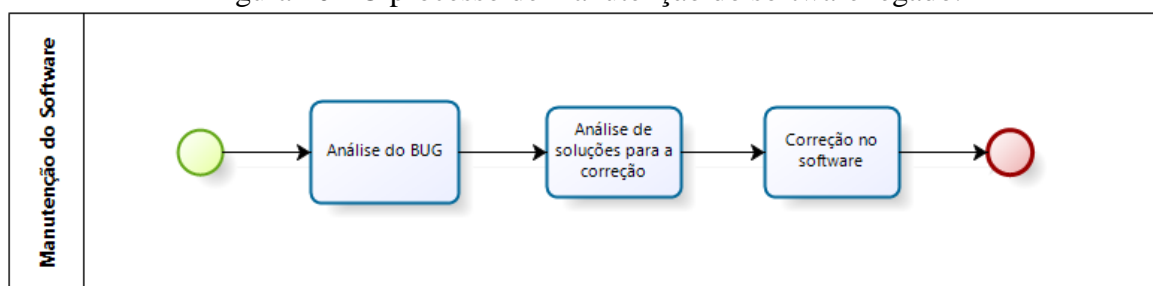 Manutenção do Software
Análise do BUG
Análise de
soluções para a
correção
Correção no
software